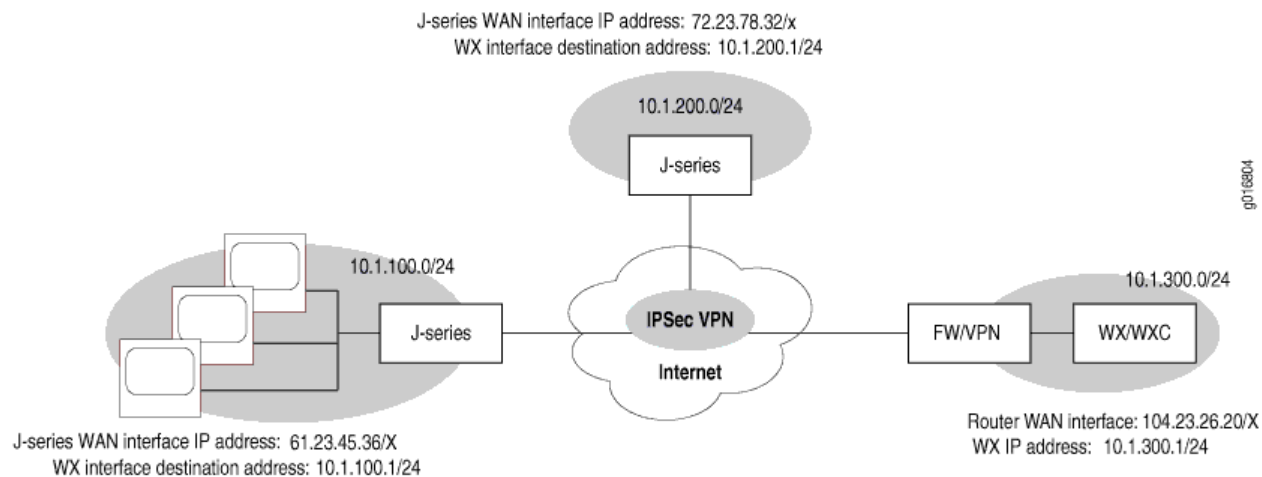 J-series WAN interface IP address: 72.23.78.32/x
WX interface destination address: 10.1.200.1/24
10.1.200.0/24
J-series
g016804
10.1.100.0/24
10.1.300.0/24
J-series
IPSec VPN
FW/VPN
WX/WXC
Internet
Router WAN interface: 104.23.26.20/X
WX IP address: 10.1.300.1/24
J-series WAN interface IP address: 61.23.45.36/X
WX interface destination address: 10.1.100.1/24